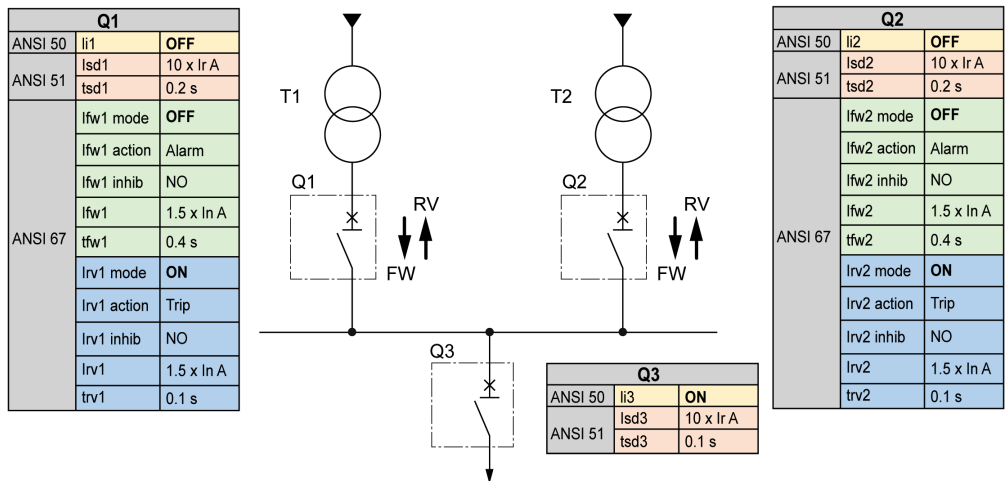 Q1
ANSI 50 Ii1 OFF
ANSI 51
Isd1 10 x Ir A
tsd1 0.2 s
ANSI 67
Ifw1 mode OFF
Ifw1 action Alarm
Ifw1 inhib NO
Ifw1 1.5 x In A
tfw1 0.4 s
Irv1 mode ON
Irv1 action Trip
Irv1 inhib NO
Irv1 1.5 x In A
trv1 0.1 s
T1
Q1
RV
FW
T2
Q2
RV
FW
Q3
Q3
ANSI 50 Ii3 ON
ANSI 51
Isd3 10 x Ir A
tsd3 0.1 s
Q2
ANSI 50 Ii2 OFF
ANSI 51
Isd2 10 x Ir A
tsd2 0.2 s
ANSI 67
Ifw2 mode OFF
Ifw2 action Alarm
Ifw2 inhib NO
Ifw2 1.5 x In A
tfw2 0.4 s
Irv2 mode ON
Irv2 action Trip
Irv2 inhib NO
Irv2 1.5 x In A
trv2 0.1 s